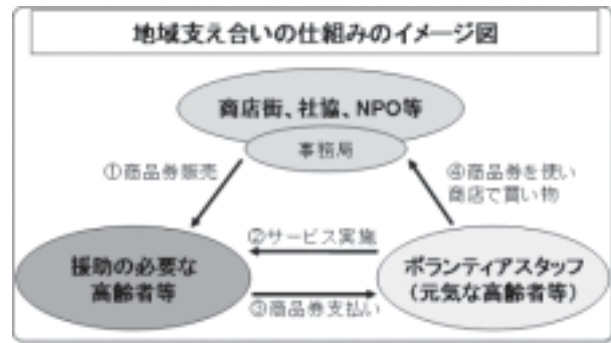 地域支え合いの仕組みのイメージ図
商店街、社協、NPO等
事務局
①商品券販売
④商品券を使い
商店で買い物
②サービス実施
援助の必要な
高齢者等
ボランティアスタッフ
（元気な高齢者等）
③商品券支払い